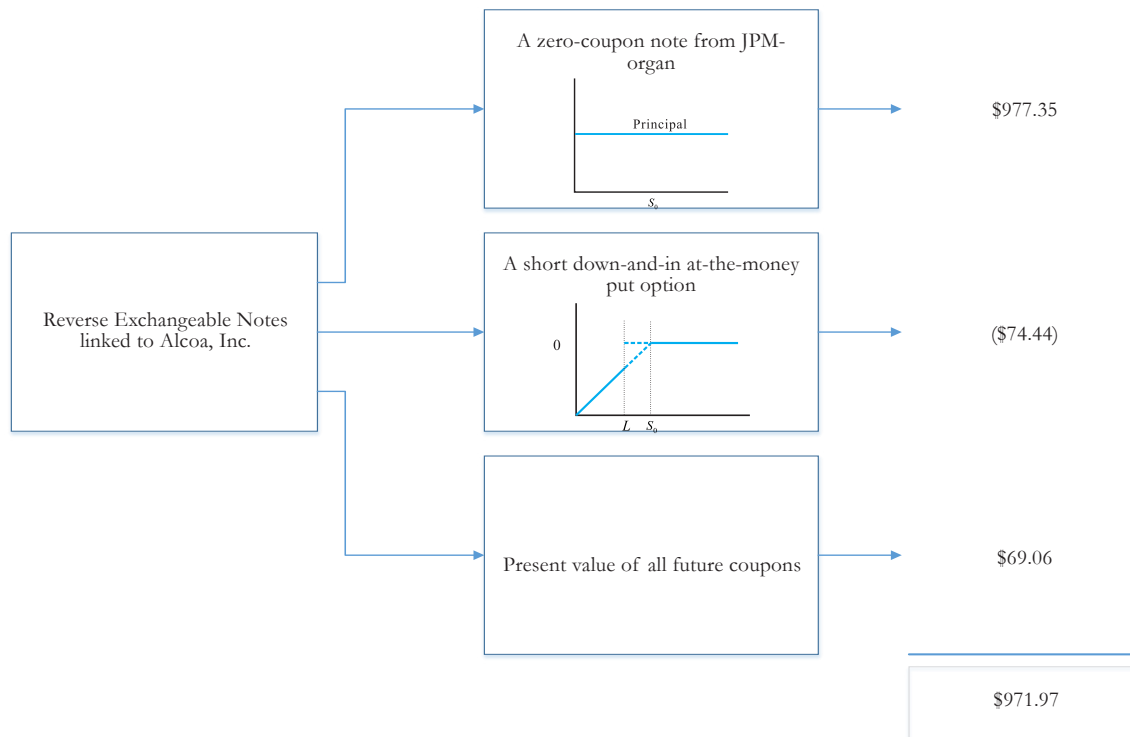 A zero-coupon note from JPM-
organ
Principal
S₀
$977.35
Reverse Exchangeable Notes
linked to Alcoa, Inc.
A short down-and-in at-the-money
put option
0
L S₀
($74.44)
Present value of all future coupons
$69.06
$971.97